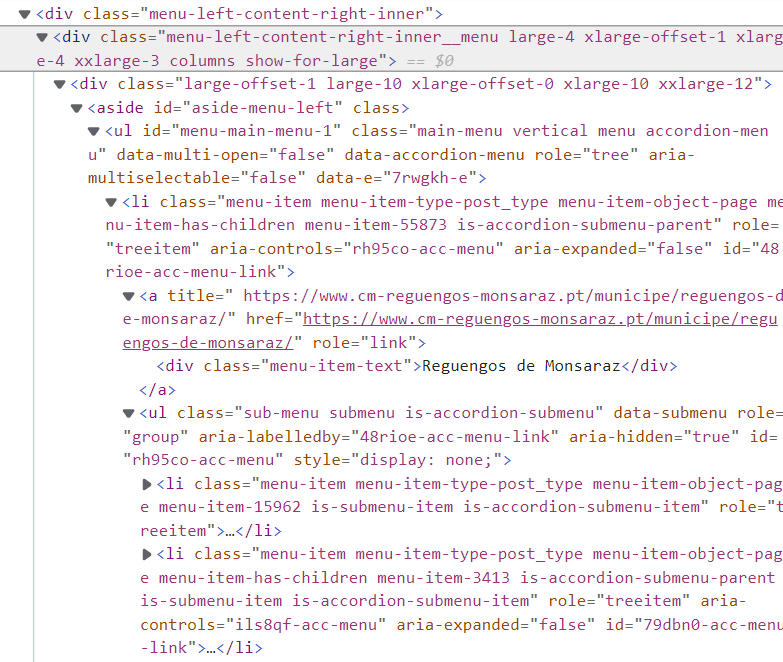 ▼<div class="menu-left-content-right-inner">
▼<div class="menu-left-content-right-inner__menu large-4 xlarge-offset-1 xlarg
e-4 xxlarge-3 columns show-for-large"> == $0
▼<div class="large-offset-1 large-10 xlarge-offset-0 xlarge-10 xxlarge-12">
▼<aside id="aside-menu-left" class>
▼<ul id="menu-main-menu-1" class="main-menu vertical menu accordion-men
u" data-multi-open="false" data-accordion-menu role="tree" aria-
multiselectable="false" data-e="7rwgkh-e">
▼<li class="menu-item menu-item-type-post_type menu-item-object-page me
nu-item-has-children menu-item-55873 is-accordion-submenu-parent" role=
"treeitem" aria-controls="rh95co-acc-menu" aria-expanded="false" id="48
rioe-acc-menu-link">
▼<a title=" https://www.cm-reguengos-monsaraz.pt/municipe/reguengos-d
e-monsaraz/" href="https://www.cm-reguengos-monsaraz.pt/municipe/regu
engos-de-monsaraz/" role="link">
<div class="menu-item-text">Reguengos de Monsaraz</div>
</a>
▼<ul class="sub-menu submenu is-accordion-submenu" data-submenu role=
"group" aria-labelledby="48rioe-acc-menu-link" aria-hidden="true" id=
"rh95co-acc-menu" style="display: none;">
▶<li class="menu-item menu-item-type-post_type menu-item-object-pag
e menu-item-15962 is-submenu-item is-accordion-submenu-item" role="t
reeitem">…</li>
▶<li class="menu-item menu-item-type-post_type menu-item-object-pag
e menu-item-has-children menu-item-3413 is-accordion-submenu-parent
is-submenu-item is-accordion-submenu-item" role="treeitem" aria-
controls="ils8qf-acc-menu" aria-expanded="false" id="79dbn0-acc-menu
-link">…</li>